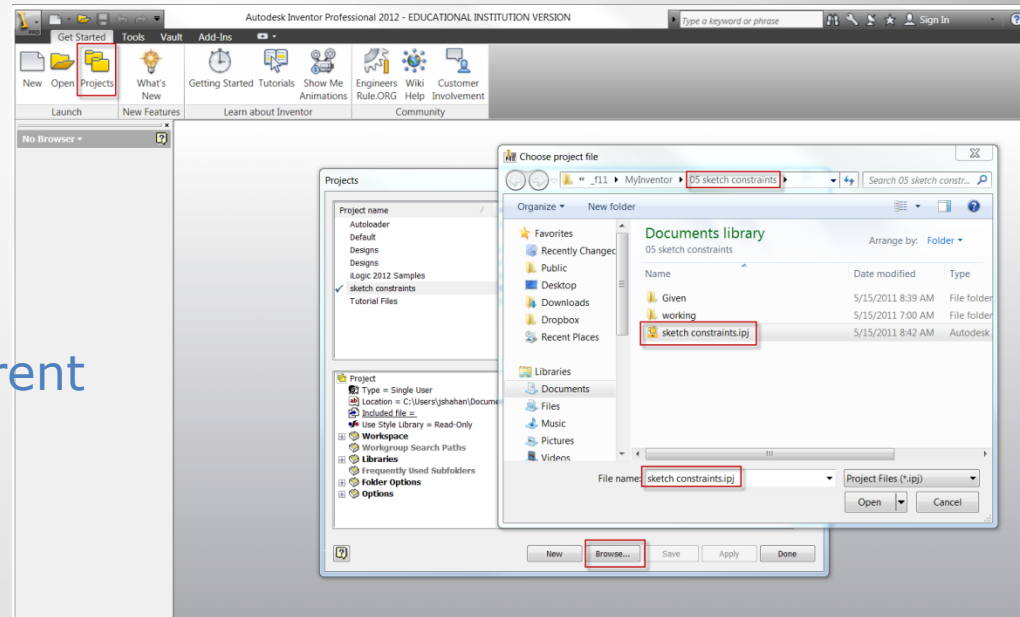 Autodesk Inventor Professional 2012 - EDUCATIONAL INSTITUTION VERSION
Type a keyword or phrase
Sign In
PRO
Get Started Tools Vault Add-Ins
New Open Projects What's New Getting Started Tutorials Show Me Animations Engineers Rule.ORG Wiki Help Customer Involvement
Launch New Features Learn about Inventor Community
No Browser
rent
Projects
Project name
Autoloader
Default
Designs
Designs
iLogic 2012 Samples
sketch constraints
Tutorial Files
Project
Type = Single User
Location = C:\Users\jshahan\Docume
Included file =
Use Style Library = Read-Only
Workspace
Workgroup Search Paths
Libraries
Frequently Used Subfolders
Folder Options
Options
New Browse... Save Apply Done
Choose project file
« _f11 MyInventor 05 sketch constraints
Search 05 sketch constr...
Organize New folder
Favorites
Recently Changed
Public
Desktop
Downloads
Dropbox
Recent Places
Libraries
Documents
Files
Music
Pictures
Videos
Documents library
05 sketch constraints
Arrange by: Folder
Name Date modified Type
Given 5/15/2011 8:39 AM File folder
working 5/15/2011 7:00 AM File folder
sketch constraints.ipj 5/15/2011 8:42 AM Autodesk
File name: sketch constraints.ipj
Project Files (*.ipj)
Open Cancel